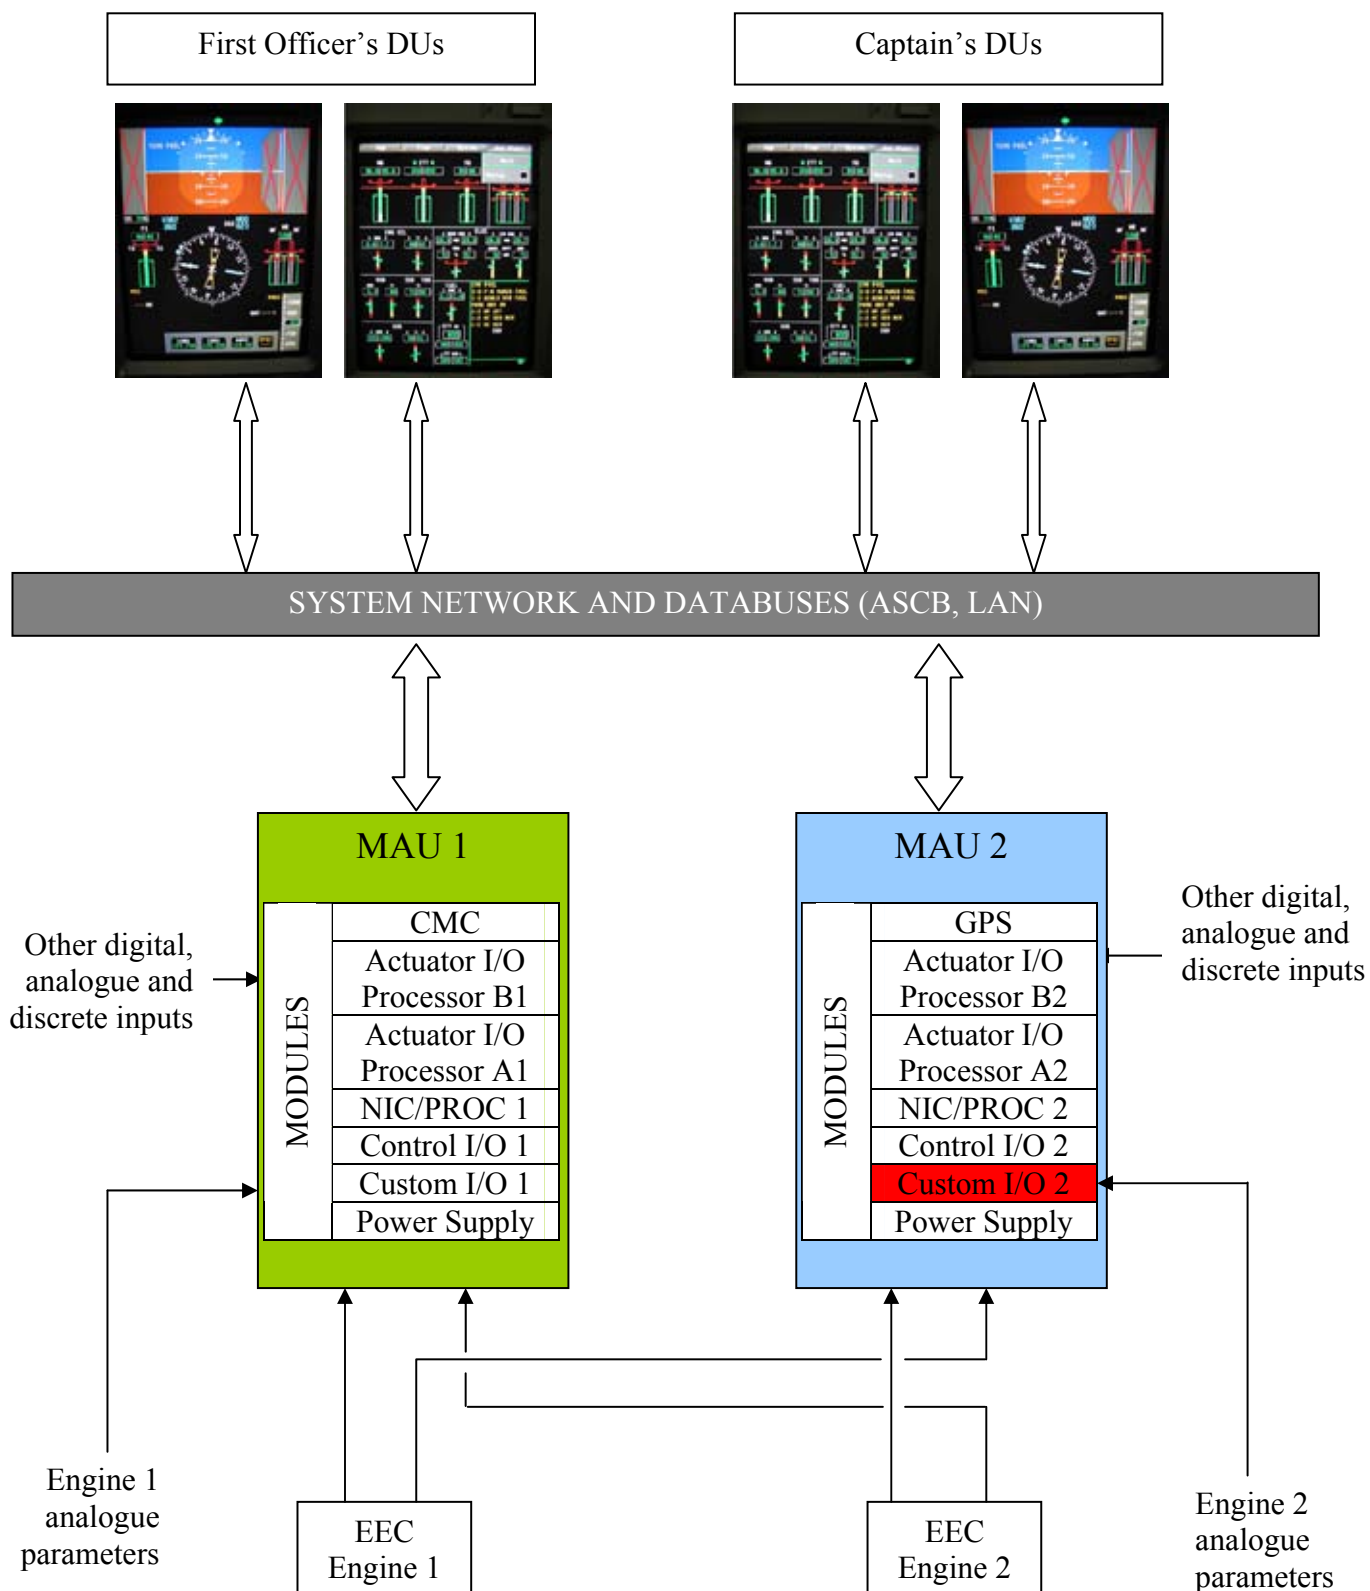 First Officer's DUs
Captain's DUs
SYSTEM NETWORK AND DATABUSES (ASCB, LAN)
MAU 1
MODULES
CMC
Actuator I/O
Processor B1
Actuator I/O
Processor A1
NIC/PROC 1
Control I/O 1
Custom I/O 1
Power Supply
MAU 2
MODULES
GPS
Actuator I/O
Processor B2
Actuator I/O
Processor A2
NIC/PROC 2
Control I/O 2
Custom I/O 2
Power Supply
Other digital,
analogue and
discrete inputs
Other digital,
analogue and
discrete inputs
Engine 1
analogue
parameters
EEC
Engine 1
EEC
Engine 2
Engine 2
analogue
parameters